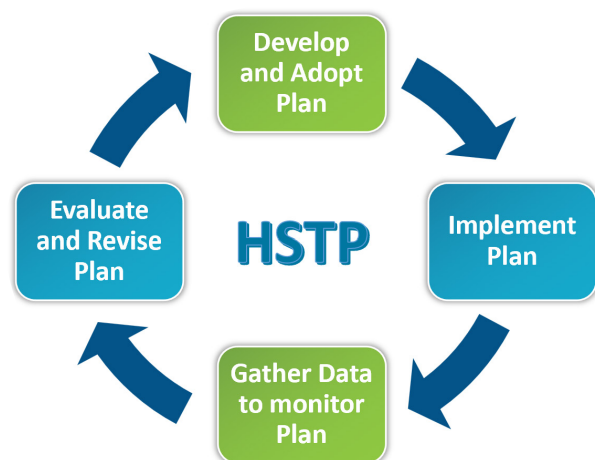 Develop
and Adopt
Plan
Evaluate
and Revise
Plan
HSTP
Implement
Plan
Gather Data
to monitor
Plan